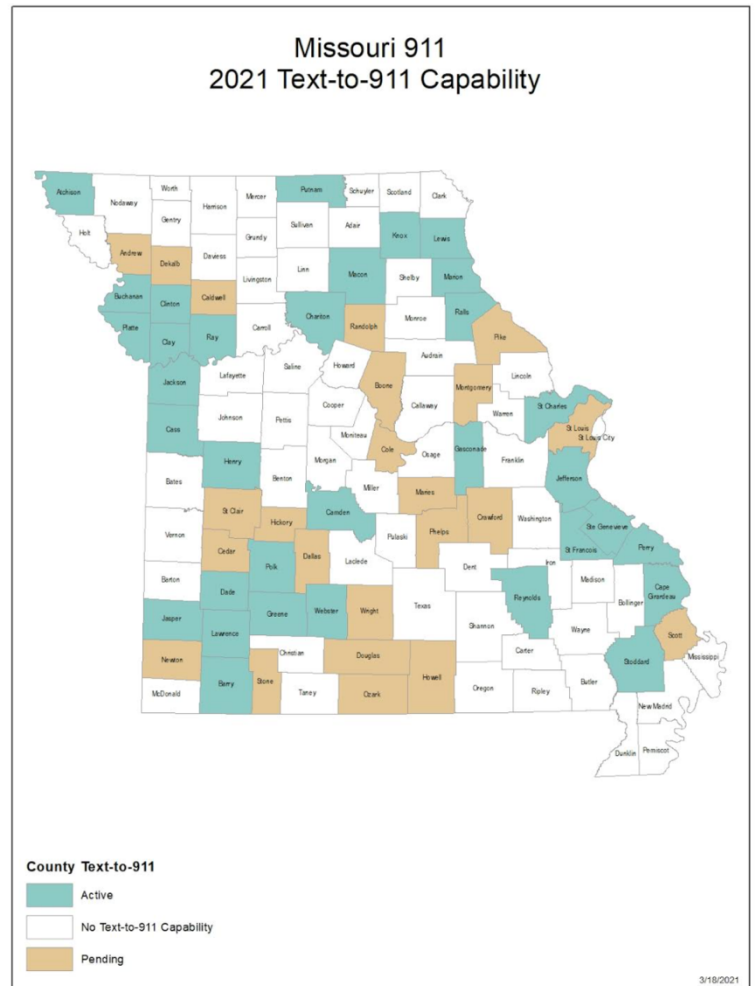 Missouri 911
2021 Text-to-911 Capability
Atchison
Nodaway
Worth
Harrison
Mercer
Putnam
Schuyler
Scotland
Clark
Holt
Gentry
Sullivan
Adair
Knox
Lewis
Andrew
Dekalb
Daviess
Grundy
Linn
Macon
Shelby
Marion
Buchanan
Clinton
Caldwell
Livingston
Chariton
Randolph
Monroe
Ralls
Pike
Platte
Clay
Ray
Carroll
Audrain
Jackson
Lafayette
Saline
Howard
Boone
Callaway
Montgomery
Lincoln
Warren
St Charles
St Louis
St Louis City
Cass
Johnson
Pettis
Cooper
Moniteau
Cole
Osage
Gasconade
Franklin
Jefferson
Bates
Henry
Benton
Morgan
Miller
Camden
Maries
Phelps
Crawford
Washington
Ste Genevieve
St Francois
Perry
Vernon
St Clair
Hickory
Pulaski
Cedar
Polk
Dallas
Laclede
Dent
Iron
Madison
Bollinger
Cape
Girardeau
Barton
Dade
Greene
Webster
Wright
Texas
Shannon
Reynolds
Wayne
Scott
Jasper
Lawrence
Christian
Douglas
Howell
Carter
Stoddard
Mississippi
Newton
McDonald
Barry
Stone
Taney
Ozark
Oregon
Ripley
Butler
New Madrid
Dunklin
Pemiscot
County Text-to-911
Active
No Text-to-911 Capability
Pending
3/18/2021